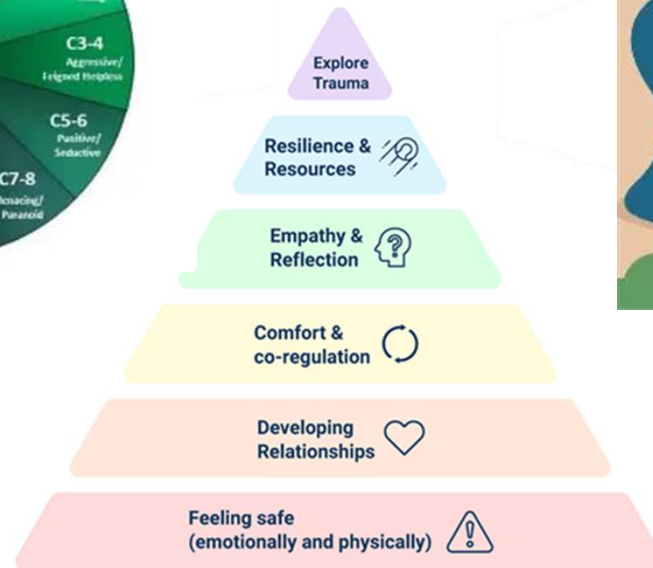 C3-4
Aggressive/
Feigned Helpless
C5-6
Punitive/
Seductive
C7-8
Menacing/
Paranoid
Explore
Trauma
Resilience &
Resources
Empathy &
Reflection
Comfort &
co-regulation
Developing
Relationships
Feeling safe
(emotionally and physically)